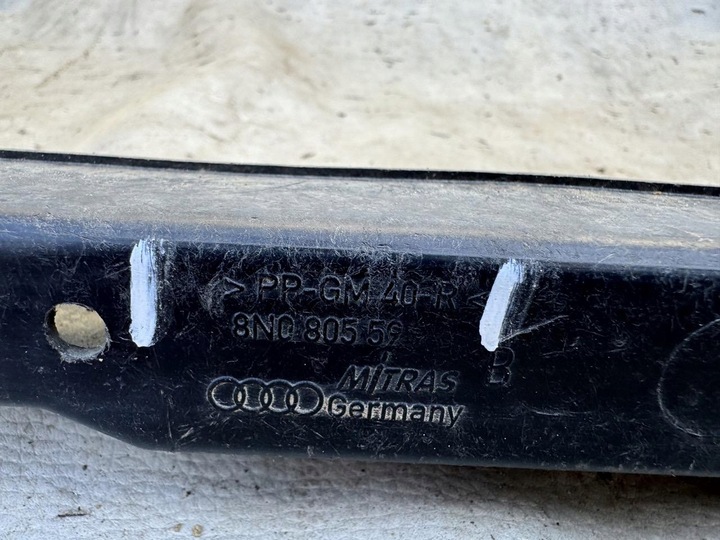 > PP-GM 40-R <
8N0 805 59
MITRAS B
Germany